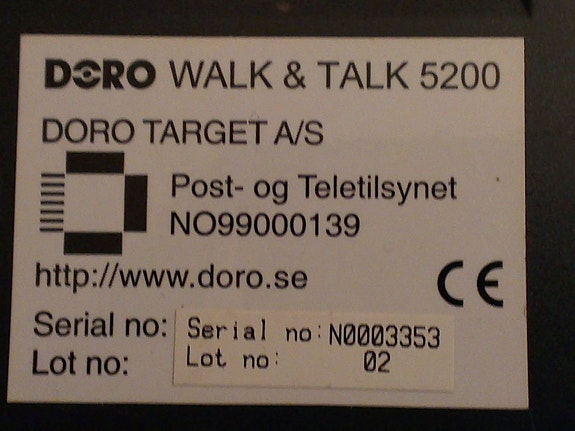 DORO WALK & TALK 5200
DORO TARGET A/S
Post- og Teletilsynet
NO99000139
http://www.doro.se
CE
Serial no: Serial no: N0003353
Lot no: Lot no: 02